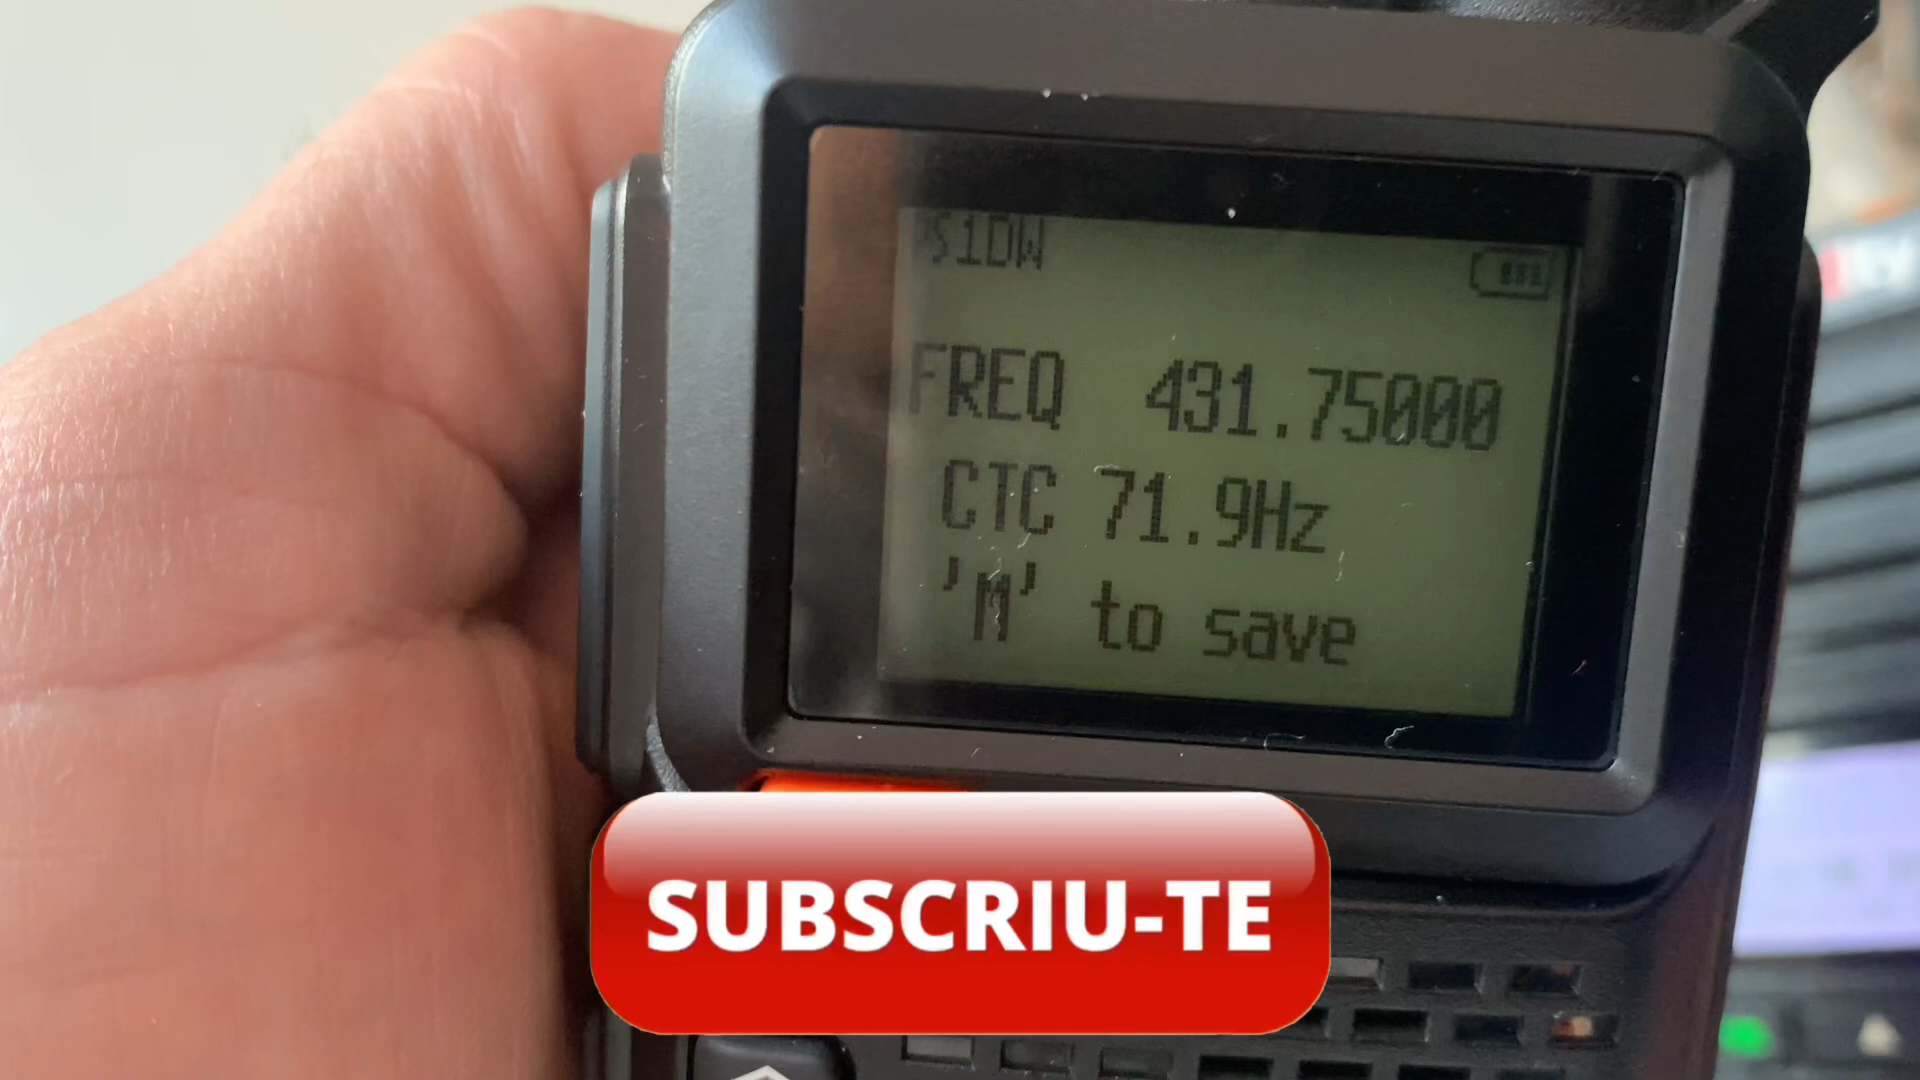 S1DW
FREQ 431.75000
CTC 71.9Hz
'M' to save
SUBSCRIU-TE